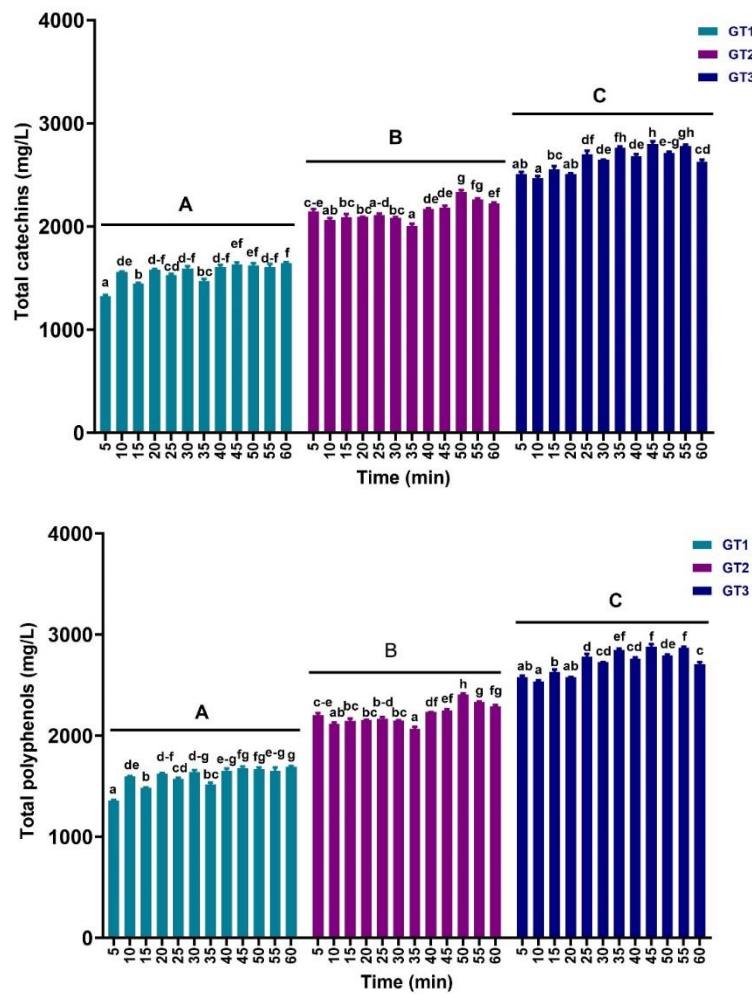 4000
3000
2000
1000
0
Total catechins (mg/L)
GT1
GT2
GT3
A
B
C
a de b d-f cd d-f bc d-f ef ef d-f f
c-e ab bc bc a-d bc a de de g fg ef
ab a bc ab df de fh de h e-g gh cd
5 10 15 20 25 30 35 40 45 50 55 60
5 10 15 20 25 30 35 40 45 50 55 60
5 10 15 20 25 30 35 40 45 50 55 60
Time (min)
4000
3000
2000
1000
0
Total polyphenols (mg/L)
GT1
GT2
GT3
A
B
C
a de b d-f cd d-g bc e-g fg fg e-g g
c-e ab bc bc b-d bc a df ef h g fg
ab a b ab d cd ef cd f de f c
5 10 15 20 25 30 35 40 45 50 55 60
5 10 15 20 25 30 35 40 45 50 55 60
5 10 15 20 25 30 35 40 45 50 55 60
Time (min)